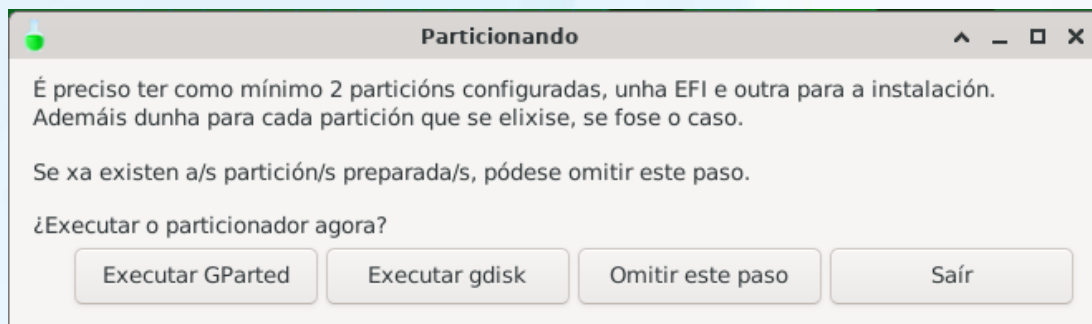 Particionando
É preciso ter como mínimo 2 particións configuradas, unha EFI e outra para a instalación.
Ademáis dunha para cada partición que se elixise, se fose o caso.
Se xa existen a/s partición/s preparada/s, pódese omitir este paso.
¿Executar o particionador agora?
Executar GParted Executar gdisk Omitir este paso Saír